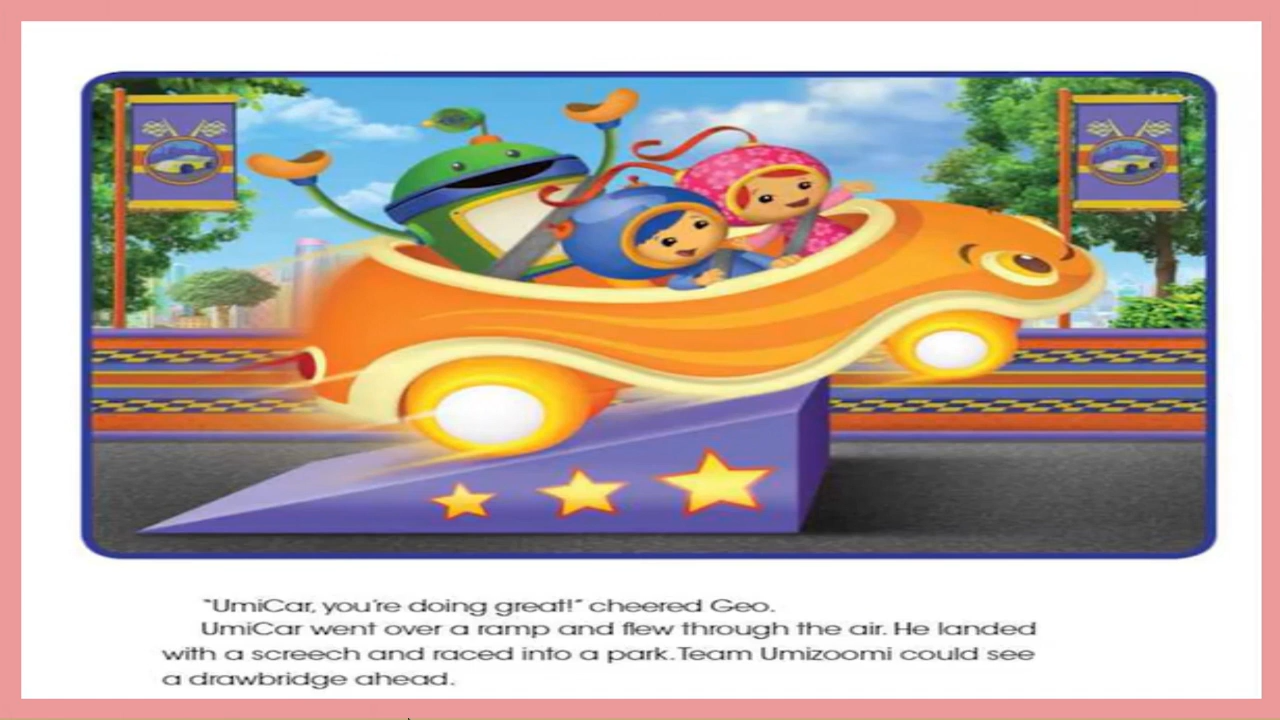 “UmiCar, you’re doing great!” cheered Geo.
UmiCar went over a ramp and flew through the air. He landed
with a screech and raced into a park. Team Umizoomi could see
a drawbridge ahead.